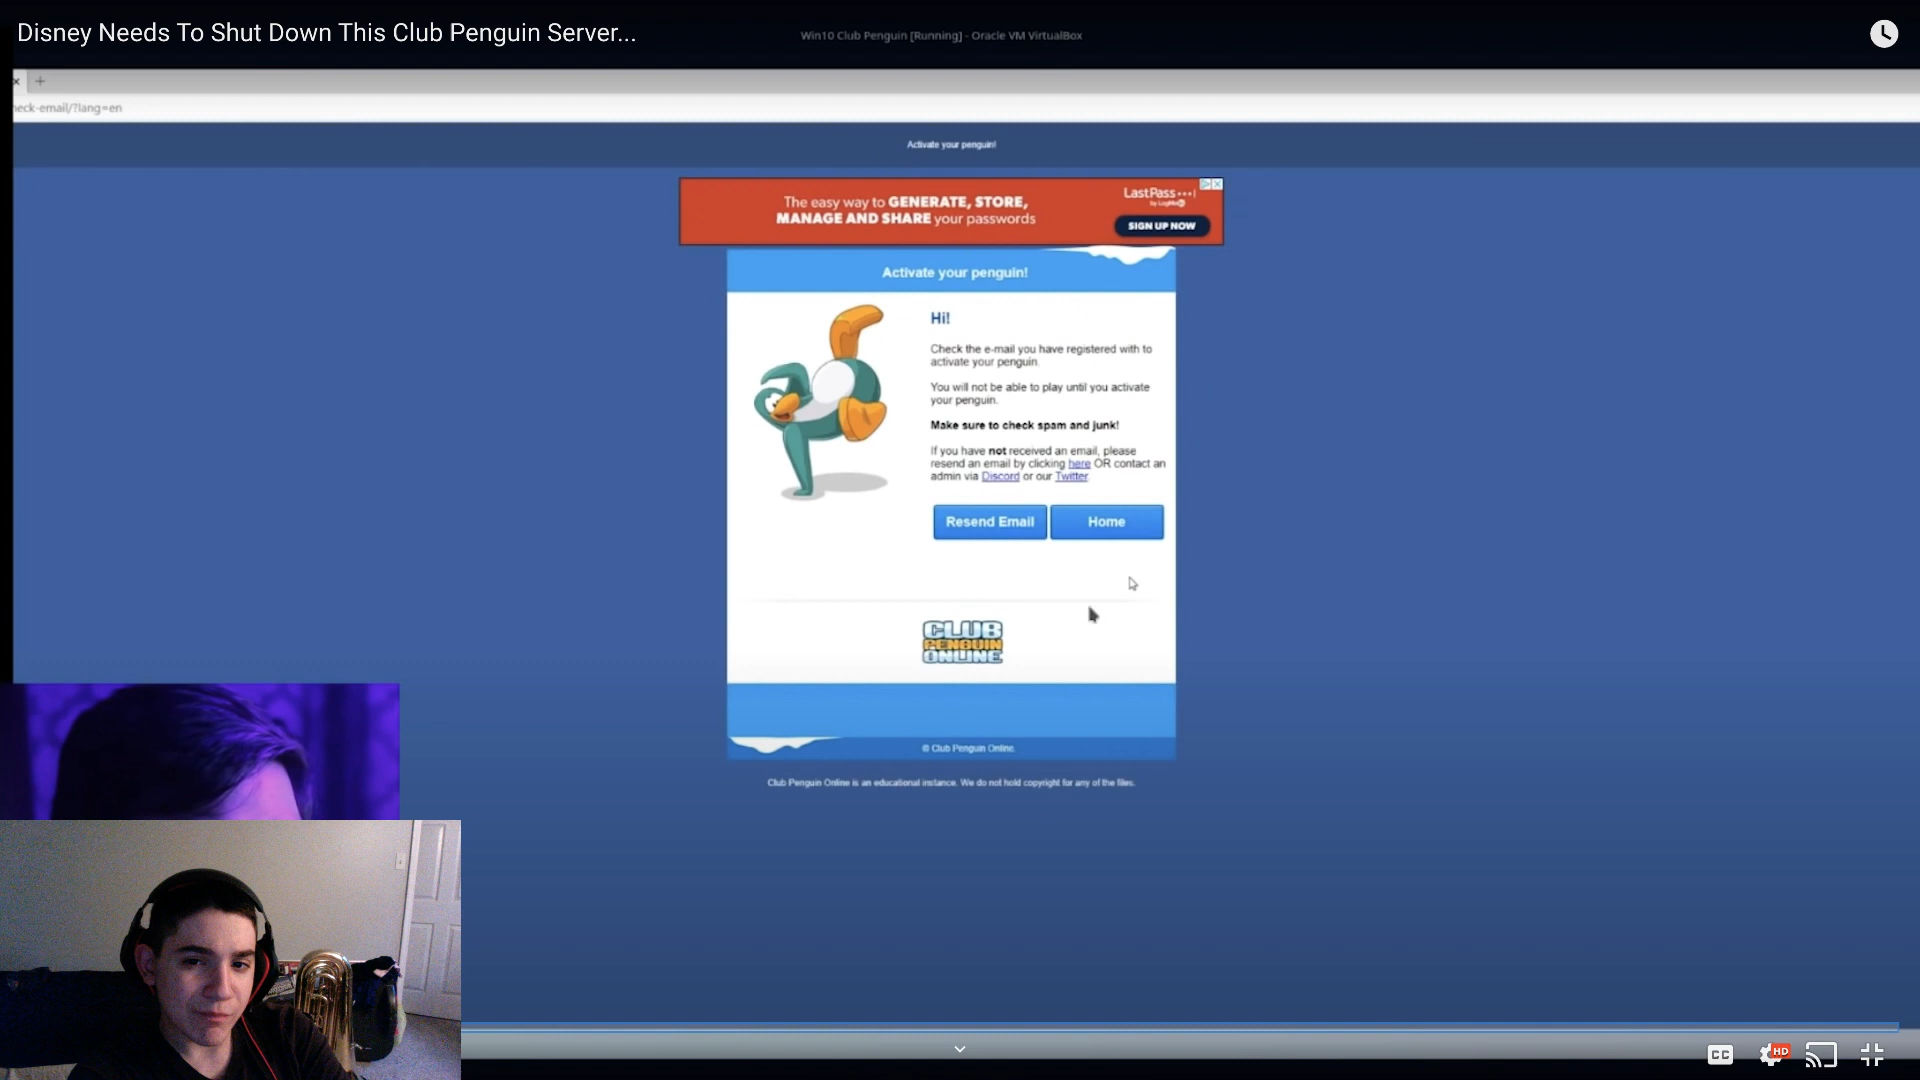 Disney Needs To Shut Down This Club Penguin Server...
Win10 Club Penguin [Running] - Oracle VM VirtualBox
heck-email/?lang=en
Activate your penguin!
The easy way to GENERATE, STORE,
MANAGE AND SHARE your passwords
LastPass
by LogMeIn
SIGN UP NOW
Activate your penguin!
Hi!
Check the e-mail you have registered with to
activate your penguin.
You will not be able to play until you activate
your penguin.
Make sure to check spam and junk!
If you have not received an email, please
resend an email by clicking here OR contact an
admin via Discord or our Twitter.
Resend Email
Home
CLUB
PENGUIN
ONLINE
© Club Penguin Online.
Club Penguin Online is an educational instance. We do not hold copyright for any of the files.
CC
HD